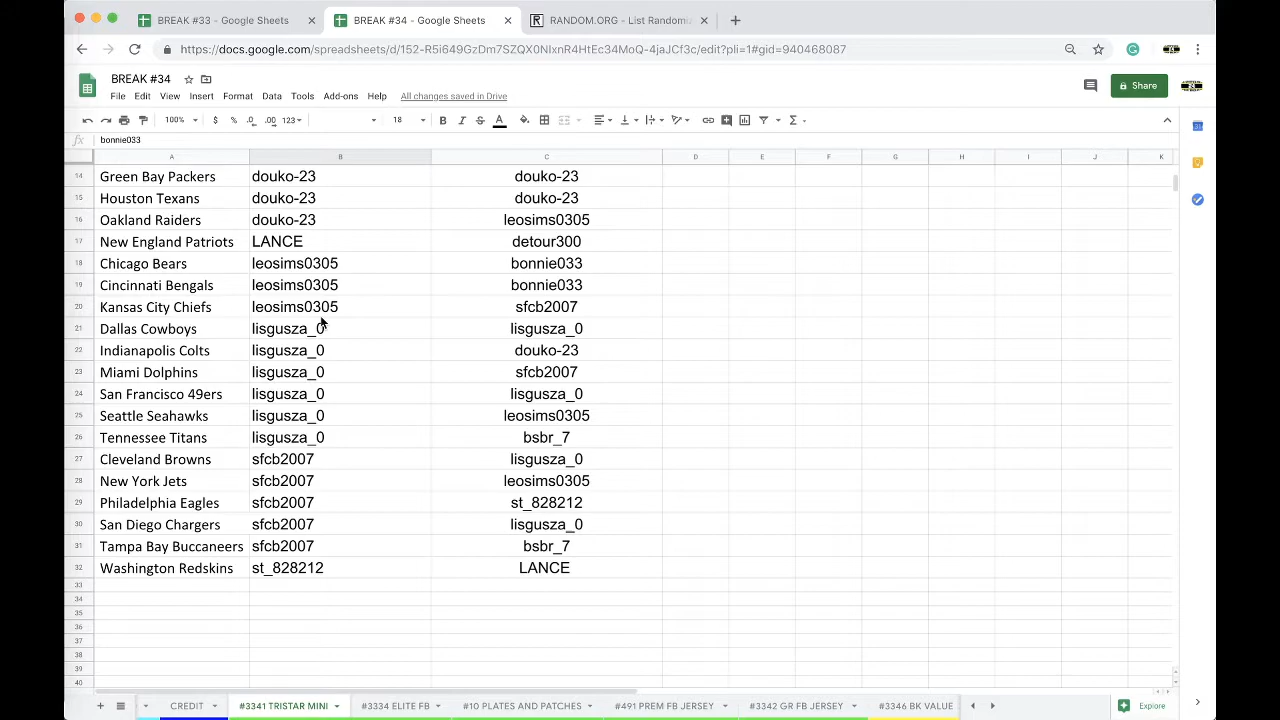 BREAK #33 - Google Sheets
BREAK #34 - Google Sheets
RANDOM.ORG - List Randomi
https://docs.google.com/spreadsheets/d/152-R5i649GzDm7SZQX0NIxnR4HtEc34MoQ-4jaJCf3c/edit?pli=1#gid=940468087
BREAK #34
File Edit View Insert Format Data Tools Add-ons Help All changes saved in Drive
Share
100% $ % .0 .00 123 18
fx bonnie033
A B C D E F G H I J K
14 Green Bay Packers douko-23 douko-23
15 Houston Texans douko-23 douko-23
16 Oakland Raiders douko-23 leosims0305
17 New England Patriots LANCE detour300
18 Chicago Bears leosims0305 bonnie033
19 Cincinnati Bengals leosims0305 bonnie033
20 Kansas City Chiefs leosims0305 sfcb2007
21 Dallas Cowboys lisgusza_0 lisgusza_0
22 Indianapolis Colts lisgusza_0 douko-23
23 Miami Dolphins lisgusza_0 sfcb2007
24 San Francisco 49ers lisgusza_0 lisgusza_0
25 Seattle Seahawks lisgusza_0 leosims0305
26 Tennessee Titans lisgusza_0 bsbr_7
27 Cleveland Browns sfcb2007 lisgusza_0
28 New York Jets sfcb2007 leosims0305
29 Philadelphia Eagles sfcb2007 st_828212
30 San Diego Chargers sfcb2007 lisgusza_0
31 Tampa Bay Buccaneers sfcb2007 bsbr_7
32 Washington Redskins st_828212 LANCE
33
34
35
36
37
38
39
40
CREDIT #3341 TRISTAR MINI #3334 ELITE FB #10 PLATES AND PATCHES #491 PREM FB JERSEY #3342 GR FB JERSEY #3346 BK VALUE Explore